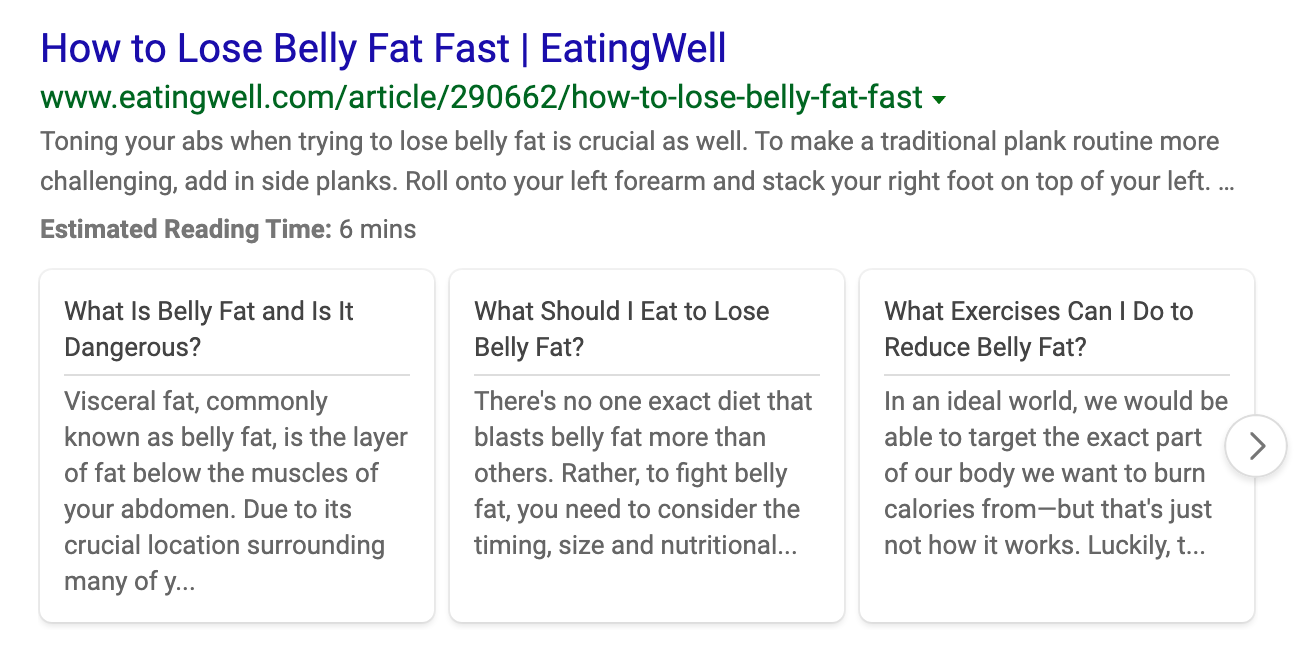 How to Lose Belly Fat Fast | EatingWell
www.eatingwell.com/article/290662/how-to-lose-belly-fat-fast
Toning your abs when trying to lose belly fat is crucial as well. To make a traditional plank routine more
challenging, add in side planks. Roll onto your left forearm and stack your right foot on top of your left. ...
Estimated Reading Time: 6 mins
What Is Belly Fat and Is It
Dangerous?
Visceral fat, commonly
known as belly fat, is the layer
of fat below the muscles of
your abdomen. Due to its
crucial location surrounding
many of y...
What Should I Eat to Lose
Belly Fat?
There's no one exact diet that
blasts belly fat more than
others. Rather, to fight belly
fat, you need to consider the
timing, size and nutritional...
What Exercises Can I Do to
Reduce Belly Fat?
In an ideal world, we would be
able to target the exact part
of our body we want to burn
calories from—but that's just
not how it works. Luckily, t...